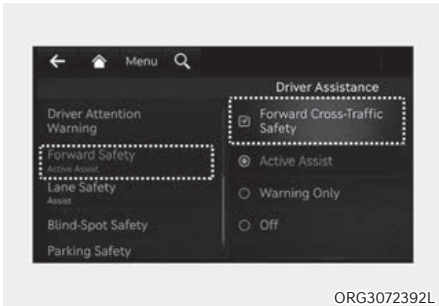 Menu
Driver Assistance
Driver Attention
Warning
Forward Safety
Active Assist
Lane Safety
Assist
Blind-Spot Safety
Parking Safety
Forward Cross-Traffic
Safety
Active Assist
Warning Only
Off
ORG3072392L